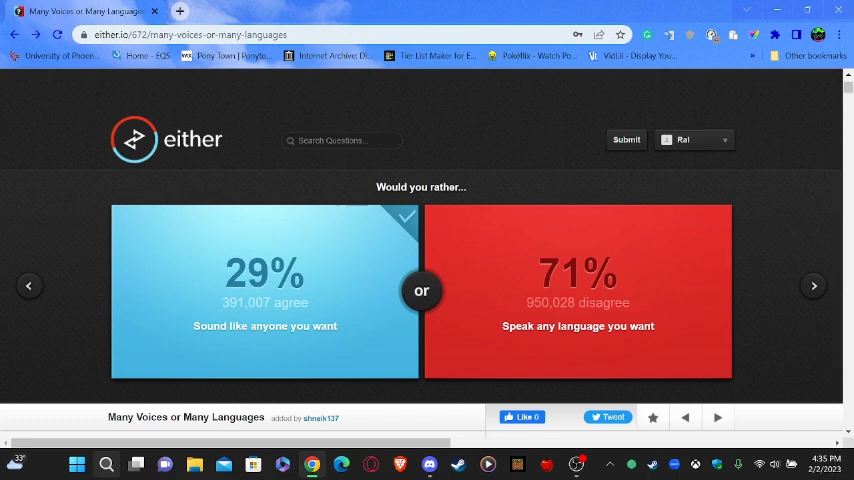 Many Voices or Many Languages
either.io/672/many-voices-or-many-languages
University of Phoen...
Home - EQS
WIX
Pony Town | Ponyto...
Internet Archive: Di...
Tier List Maker for E...
Pokéflix - Watch Po...
VidLii - Display You...
»
Other bookmarks
either
Search Questions...
Submit
Ral
Would you rather...
29%
391,007 agree
Sound like anyone you want
or
71%
950,028 disagree
Speak any language you want
Many Voices or Many Languages added by shneik137
Like 0
Tweet
33°
4:35 PM
2/2/2023